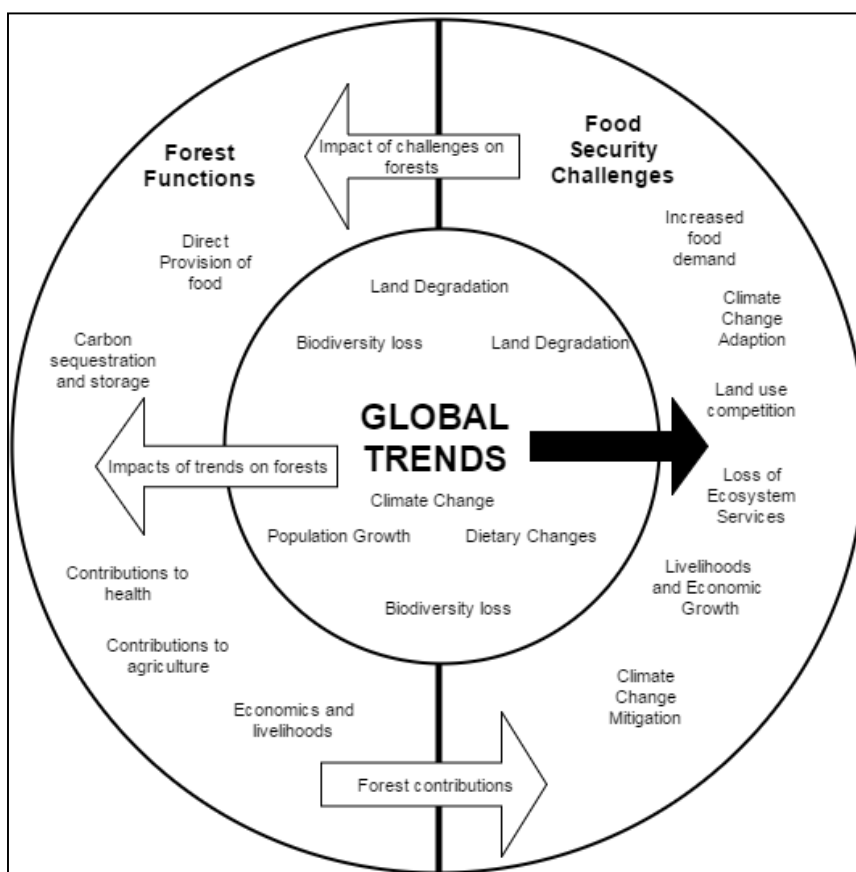 Forest
Functions
Impact of challenges on
forests
Food
Security
Challenges
Direct
Provision of
food
Increased
food
demand
Land Degradation
Climate
Change
Adaption
Carbon
sequestration
and storage
Biodiversity loss
Land Degradation
Land use
competition
GLOBAL
TRENDS
Impacts of trends on forests
Loss of
Ecosystem
Services
Climate Change
Population Growth
Dietary Changes
Contributions to
health
Livelihoods
and Economic
Growth
Biodiversity loss
Contributions to
agriculture
Climate
Change
Mitigation
Economics and
livelihoods
Forest contributions